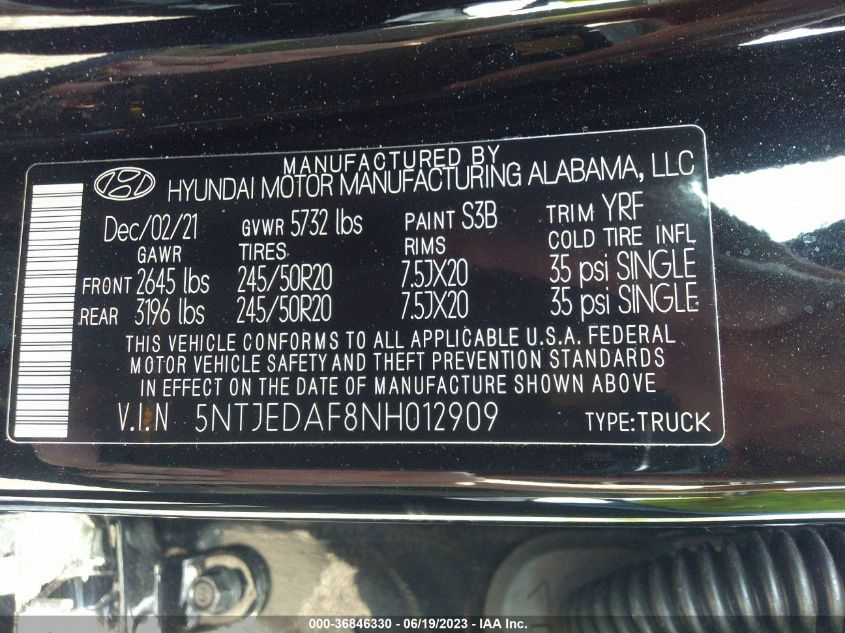 MANUFACTURED BY
HYUNDAI MOTOR MANUFACTURING ALABAMA, LLC
Dec/02/21 GVWR 5732 lbs PAINT S3B TRIM YRF
GAWR TIRES RIMS COLD TIRE INFL
FRONT 2645 lbs 245/50R20 7.5JX20 35 psi SINGLE
REAR 3196 lbs 245/50R20 7.5JX20 35 psi SINGLE
THIS VEHICLE CONFORMS TO ALL APPLICABLE U.S.A. FEDERAL
MOTOR VEHICLE SAFETY AND THEFT PREVENTION STANDARDS
IN EFFECT ON THE DATE OF MANUFACTURE SHOWN ABOVE
V.I.N 5NTJEDAF8NH012909 TYPE:TRUCK
000-36846330 - 06/19/2023 - IAA Inc.